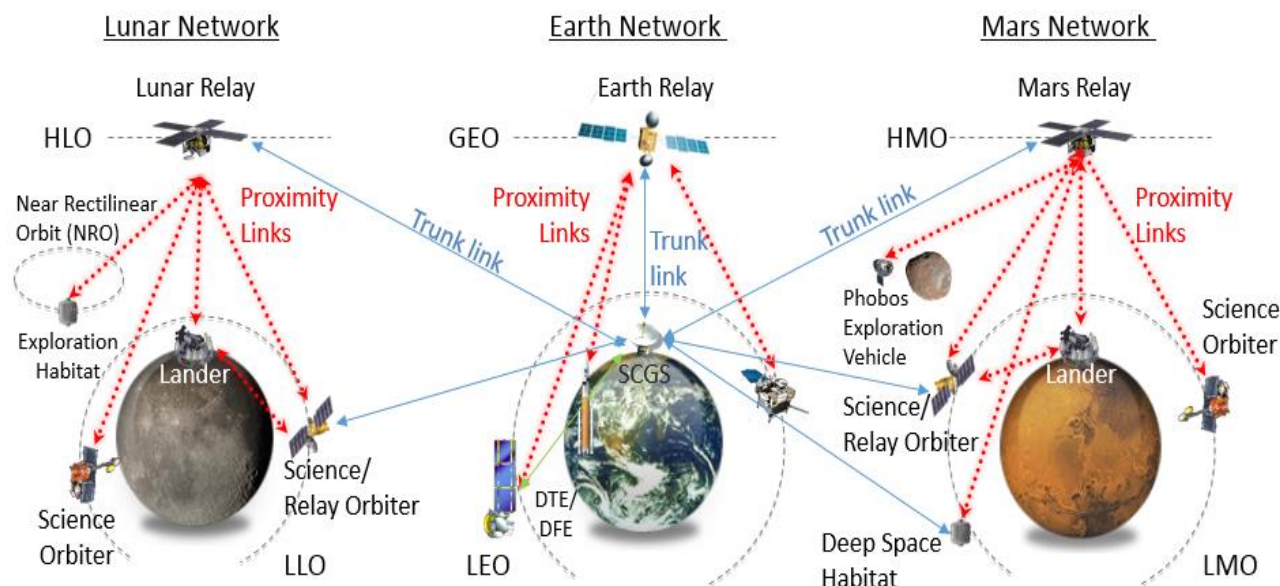 Lunar Network
Earth Network
Mars Network
Lunar Relay
Earth Relay
Mars Relay
HLO
GEO
HMO
Near Rectilinear
Orbit (NRO)
Proximity
Links
Trunk link
Proximity
Links
Trunk
link
Trunk link
Proximity
Links
Exploration
Habitat
Phobos
Exploration
Vehicle
Science
Orbiter
Lander
SCGS
Lander
Science/
Relay Orbiter
Science/
Relay Orbiter
Science
Orbiter
DTE/
DFE
LLO
LEO
Deep Space
Habitat
LMO